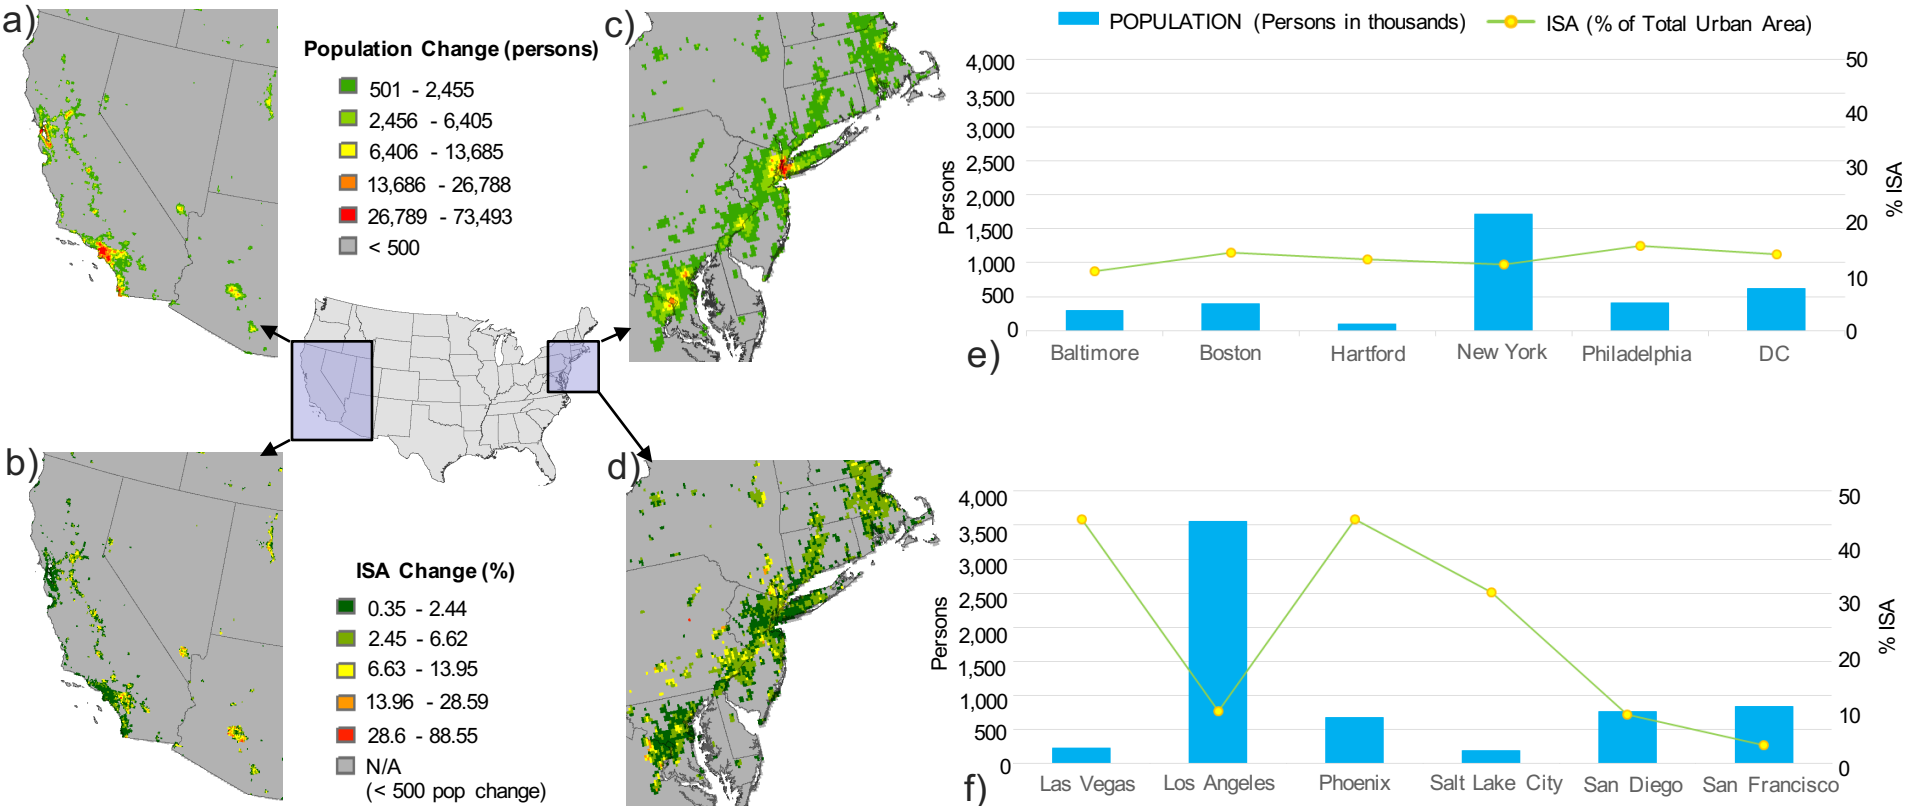 a)
Population Change (persons)
501 - 2,455
2,456 - 6,405
6,406 - 13,685
13,686 - 26,788
26,789 - 73,493
< 500
c)
b)
ISA Change (%)
0.35 - 2.44
2.45 - 6.62
6.63 - 13.95
13.96 - 28.59
28.6 - 88.55
N/A
(< 500 pop change)
d)
POPULATION (Persons in thousands)
ISA (% of Total Urban Area)
4,000
3,500
3,000
2,500
2,000
1,500
1,000
500
0
Persons
50
40
30
20
10
0
% ISA
Baltimore
Boston
Hartford
New York
Philadelphia
DC
e)
4,000
3,500
3,000
2,500
2,000
1,500
1,000
500
0
Persons
50
40
30
20
10
0
% ISA
Las Vegas
Los Angeles
Phoenix
Salt Lake City
San Diego
San Francisco
f)